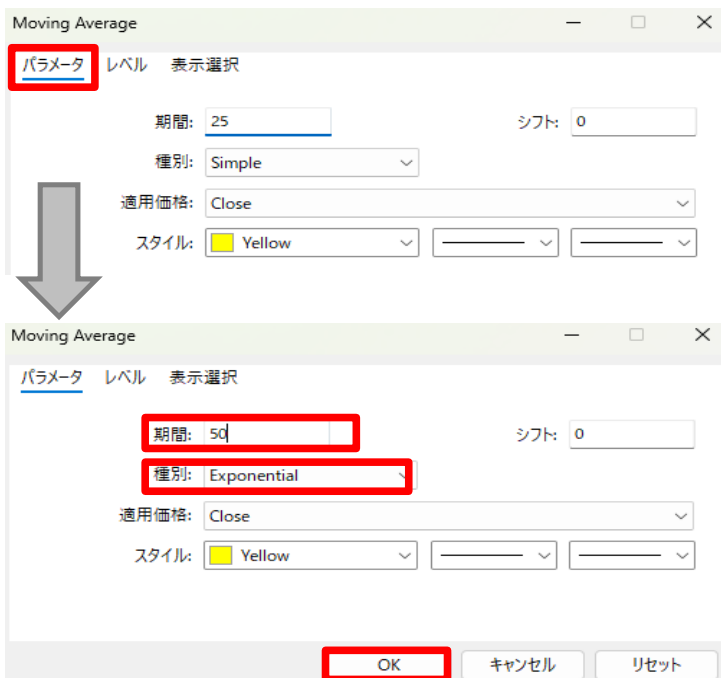 Moving Average
パラメータ レベル 表示選択
期間: 25 シフト: 0
種別: Simple
適用価格: Close
スタイル: Yellow
Moving Average
パラメータ レベル 表示選択
期間: 50 シフト: 0
種別: Exponential
適用価格: Close
スタイル: Yellow
OK キャンセル リセット